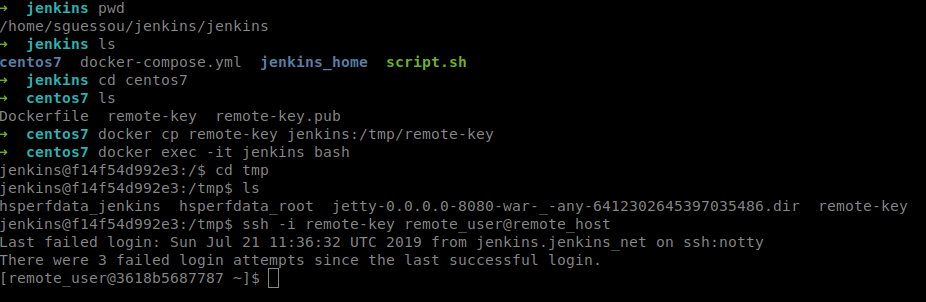 → jenkins pwd
/home/sguessou/jenkins/jenkins
→ jenkins ls
centos7 docker-compose.yml jenkins_home script.sh
→ jenkins cd centos7
→ centos7 ls
Dockerfile remote-key remote-key.pub
→ centos7 docker cp remote-key jenkins:/tmp/remote-key
→ centos7 docker exec -it jenkins bash
jenkins@f14f54d992e3:/$ cd tmp
jenkins@f14f54d992e3:/tmp$ ls
hsperfdata_jenkins hsperfdata_root jetty-0.0.0.0-8080-war-_-any-6412302645397035486.dir remote-key
jenkins@f14f54d992e3:/tmp$ ssh -i remote-key remote_user@remote_host
Last failed login: Sun Jul 21 11:36:32 UTC 2019 from jenkins.jenkins_net on ssh:notty
There were 3 failed login attempts since the last successful login.
[remote_user@3618b5687787 ~]$